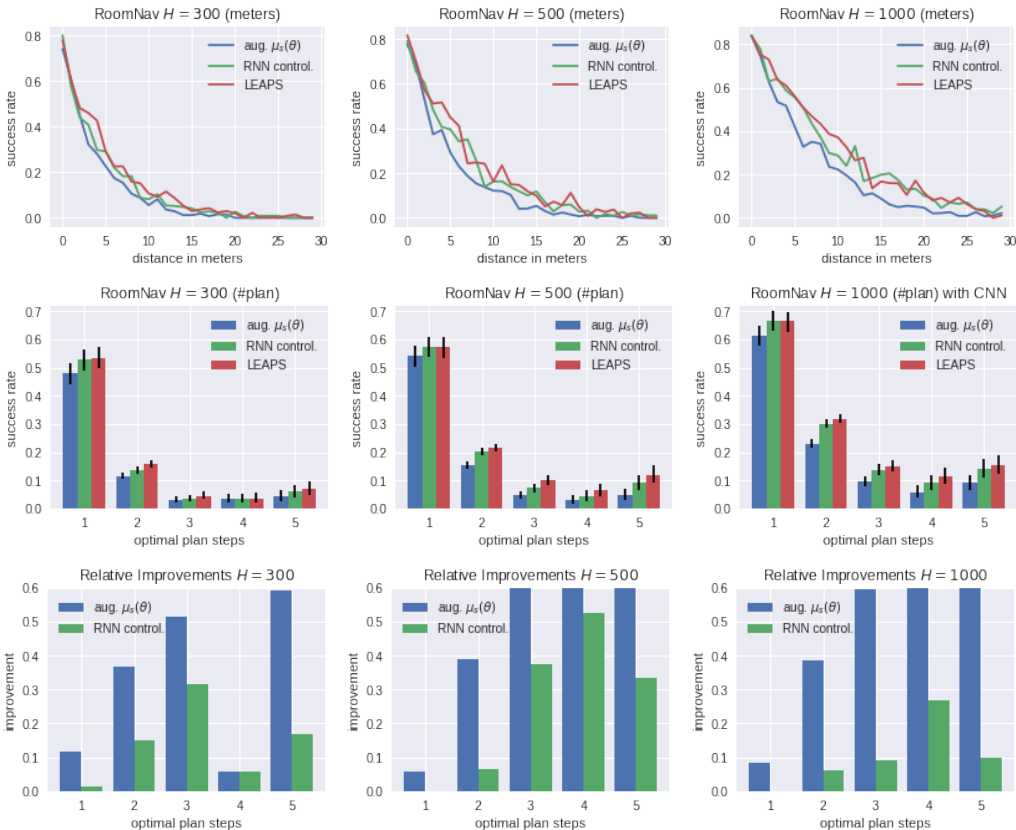 RoomNav H = 300 (meters)
0.8
0.6
0.4
0.2
0.0
success rate
aug. μₛ(θ)
RNN control.
LEAPS
0 5 10 15 20 25 30
distance in meters
RoomNav H = 500 (meters)
0.8
0.6
0.4
0.2
0.0
success rate
aug. μₛ(θ)
RNN control.
LEAPS
0 5 10 15 20 25 30
distance in meters
RoomNav H = 1000 (meters)
0.8
0.6
0.4
0.2
0.0
success rate
aug. μₛ(θ)
RNN control.
LEAPS
0 5 10 15 20 25 30
distance in meters
RoomNav H = 300 (#plan)
0.7
0.6
0.5
0.4
0.3
0.2
0.1
0.0
success rate
aug. μₛ(θ)
RNN control.
LEAPS
1 2 3 4 5
optimal plan steps
RoomNav H = 500 (#plan)
0.7
0.6
0.5
0.4
0.3
0.2
0.1
0.0
success rate
aug. μₛ(θ)
RNN control.
LEAPS
1 2 3 4 5
optimal plan steps
RoomNav H = 1000 (#plan) with CNN
0.7
0.6
0.5
0.4
0.3
0.2
0.1
0.0
success rate
aug. μₛ(θ)
RNN control.
LEAPS
1 2 3 4 5
optimal plan steps
Relative Improvements H = 300
0.6
0.5
0.4
0.3
0.2
0.1
0.0
improvement
aug. μₛ(θ)
RNN control.
1 2 3 4 5
optimal plan steps
Relative Improvements H = 500
0.6
0.5
0.4
0.3
0.2
0.1
0.0
improvement
aug. μₛ(θ)
RNN control.
1 2 3 4 5
optimal plan steps
Relative Improvements H = 1000
0.6
0.5
0.4
0.3
0.2
0.1
0.0
improvement
aug. μₛ(θ)
RNN control.
1 2 3 4 5
optimal plan steps